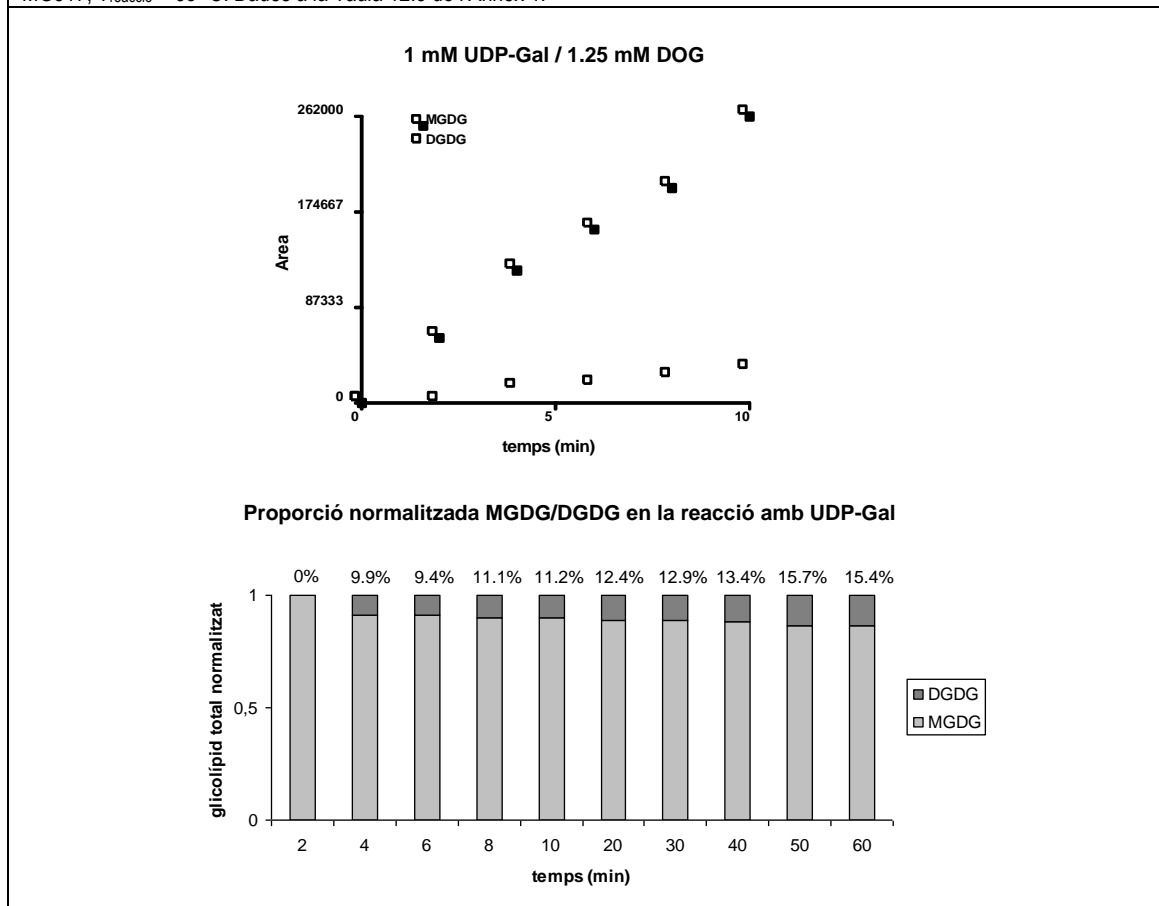 1 mM UDP-Gal / 1.25 mM DOG
262000
MGDG
DGDG
174667
Area
87333
0
0 5 10
temps (min)
Proporció normalitzada MGDG/DGDG en la reacció amb UDP-Gal
0% 9.9% 9.4% 11.1% 11.2% 12.4% 12.9% 13.4% 15.7% 15.4%
1
glicolípid total normalitzat
DGDG
0,5
MGDG
0
2 4 6 8 10 20 30 40 50 60
temps (min)